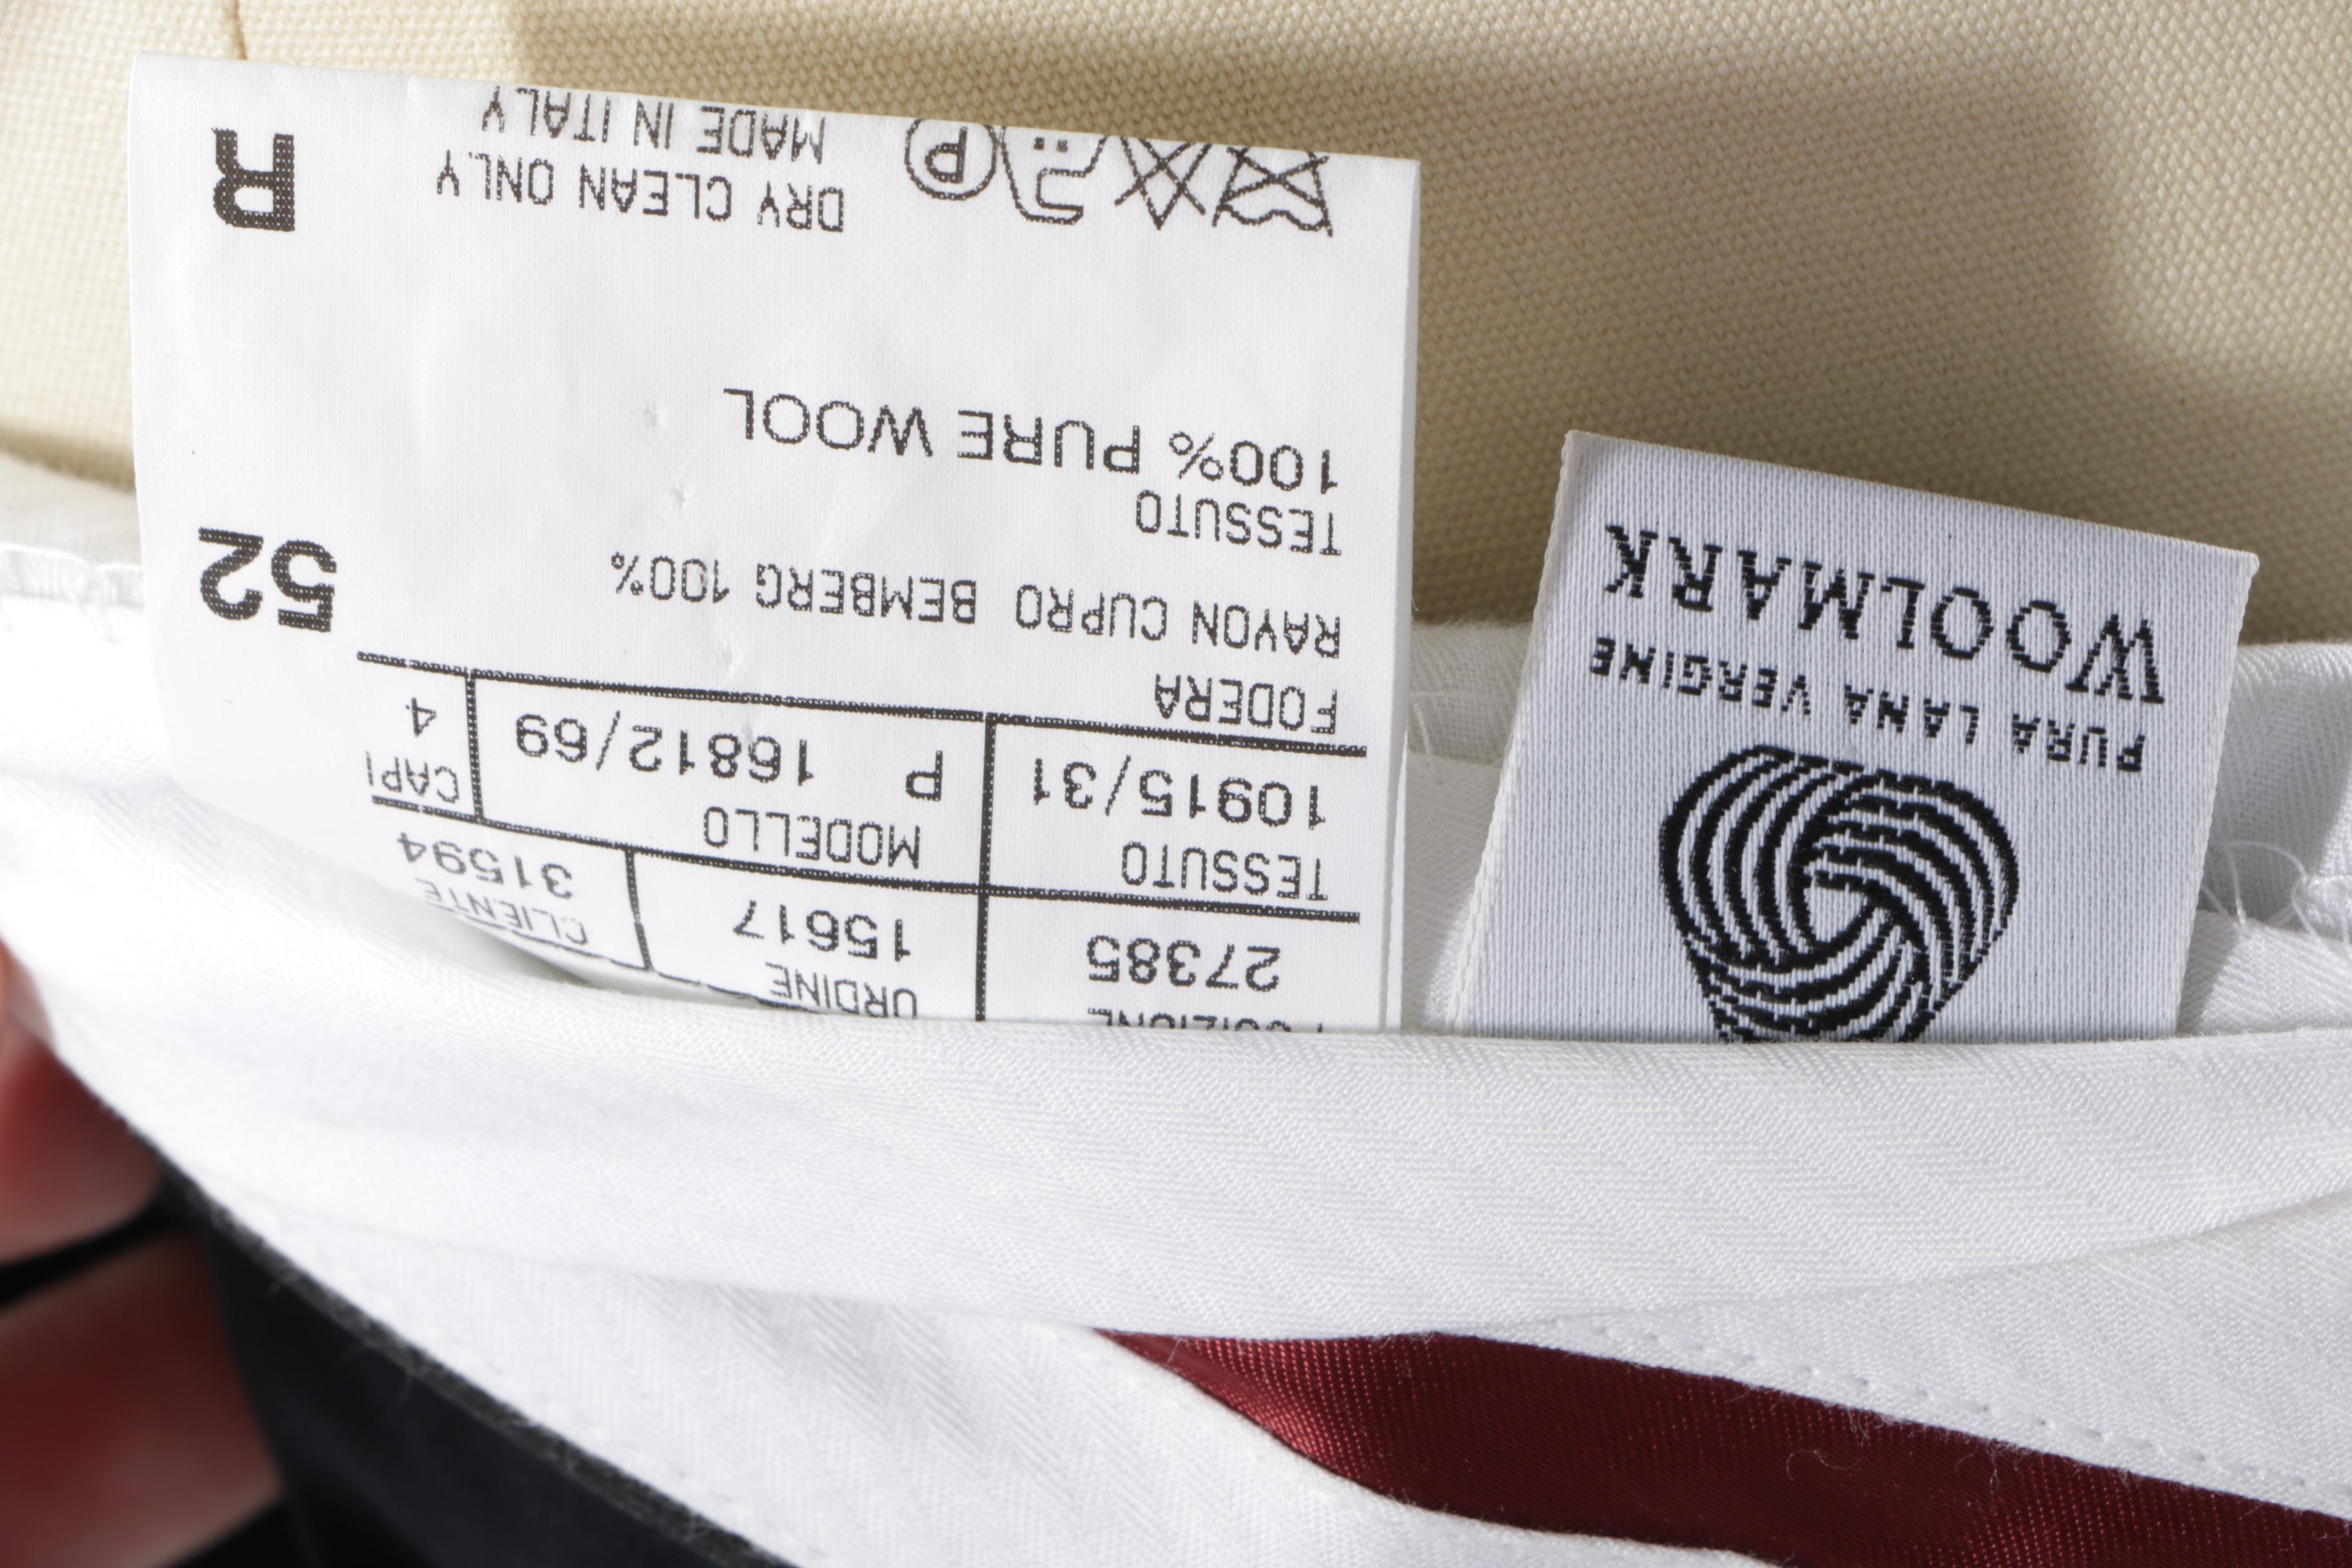 POSIZIONE
27385
ORDINE
15617
CLIENTE
31594
TESSUTO
10915/31
MODELLO
P 16812/69
CAPI
4
FODERA
RAYON CUPRO BEMBERG 100%
52
TESSUTO
100% PURE WOOL
DRY CLEAN ONLY
MADE IN ITALY
P
R
PURA LANA VERGINE
WOOLMARK